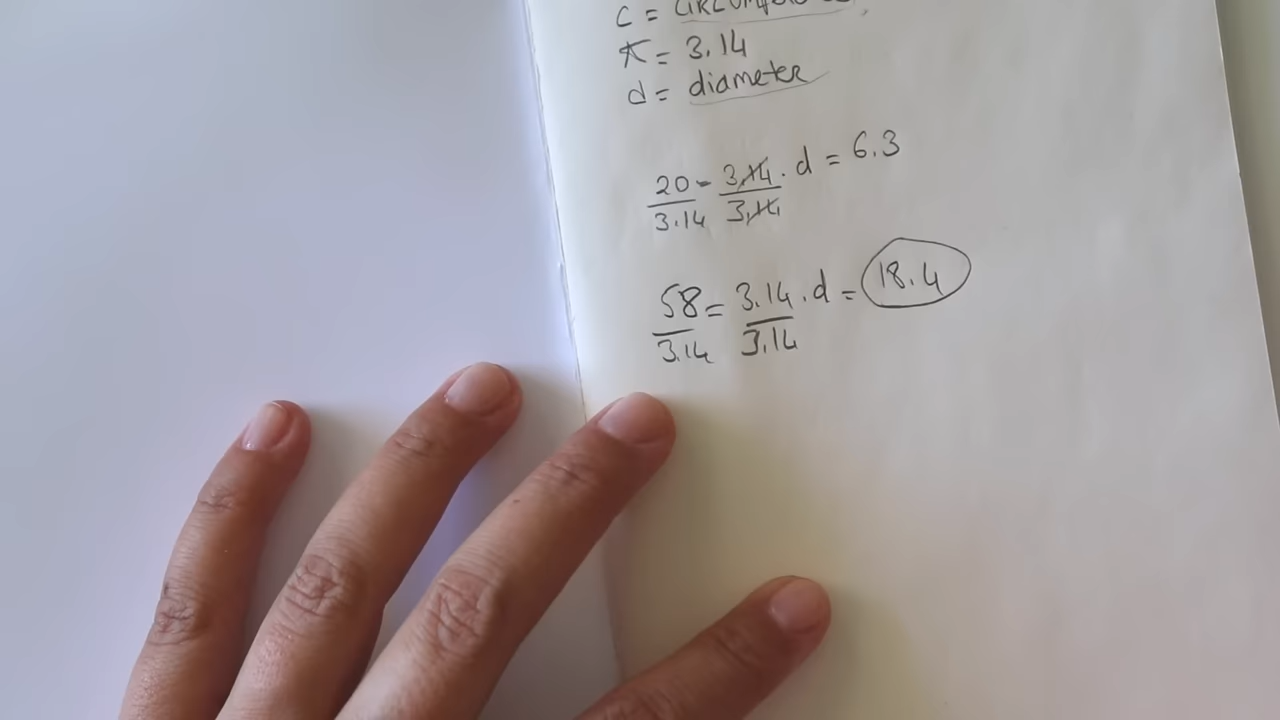 C =
π = 3.14
d = diameter
20/3.14 = 3.14/3.14 . d = 6.3
58/3.14 = 3.14/3.14 . d = 18.4